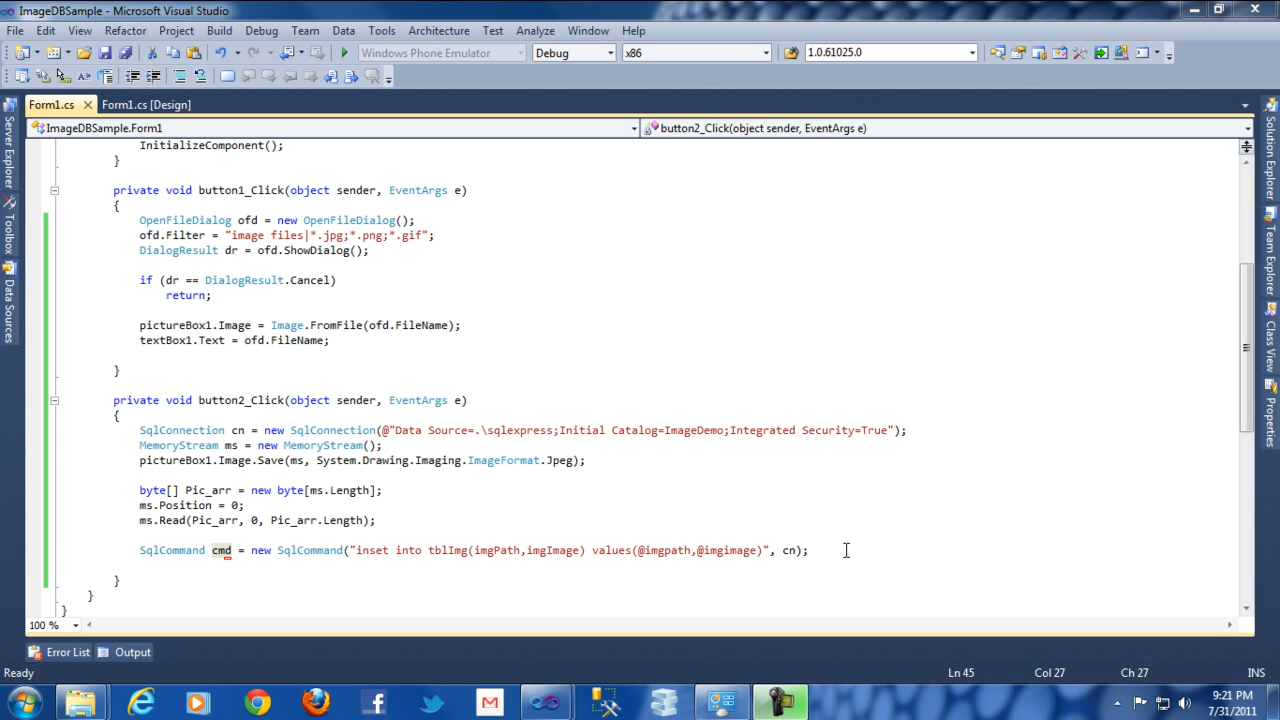 ImageDBSample - Microsoft Visual Studio
File Edit View Refactor Project Build Debug Team Data Tools Architecture Test Analyze Window Help
Windows Phone Emulator Debug x86 1.0.61025.0
Form1.cs Form1.cs [Design]
ImageDBSample.Form1 button2_Click(object sender, EventArgs e)
InitializeComponent();
}
private void button1_Click(object sender, EventArgs e)
{
OpenFileDialog ofd = new OpenFileDialog();
ofd.Filter = "image files|*.jpg;*.png;*.gif";
DialogResult dr = ofd.ShowDialog();
if (dr == DialogResult.Cancel)
return;
pictureBox1.Image = Image.FromFile(ofd.FileName);
textBox1.Text = ofd.FileName;
}
private void button2_Click(object sender, EventArgs e)
{
SqlConnection cn = new SqlConnection(@"Data Source=.\sqlexpress;Initial Catalog=ImageDemo;Integrated Security=True");
MemoryStream ms = new MemoryStream();
pictureBox1.Image.Save(ms, System.Drawing.Imaging.ImageFormat.Jpeg);
byte[] Pic_arr = new byte[ms.Length];
ms.Position = 0;
ms.Read(Pic_arr, 0, Pic_arr.Length);
SqlCommand cmd = new SqlCommand("inset into tblImg(imgPath,imgImage) values(@imgpath,@imgimage)", cn);
}
}
}
100 %
Server Explorer
Toolbox
Data Sources
Solution Explorer
Team Explorer
Class View
Properties
Error List Output
Ready Ln 45 Col 27 Ch 27 INS
9:21 PM
7/31/2011